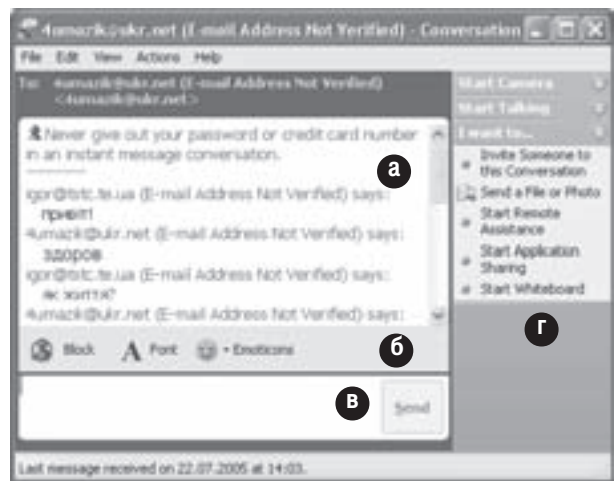 4umazik@ukr.net (E-mail Address Not Verified) - Conversation
File Edit View Actions Help
To: 4umazik@ukr.net (E-mail Address Not Verified)
<4umazik@ukr.net>
Never give out your password or credit card number
in an instant message conversation.
а
igor@tstc.te.ua (E-mail Address Not Verified) says:
привіт!
4umazik@ukr.net (E-mail Address Not Verified) says:
здоров
igor@tstc.te.ua (E-mail Address Not Verified) says:
як життя?
4umazik@ukr.net (E-mail Address Not Verified) says:
Block Font Emoticons
б
в
Send
Last message received on 22.07.2005 at 14:03.
Start Camera
Start Talking
I want to...
Invite Someone to
this Conversation
Send a File or Photo
Start Remote
Assistance
Start Application
Sharing
Start Whiteboard
г